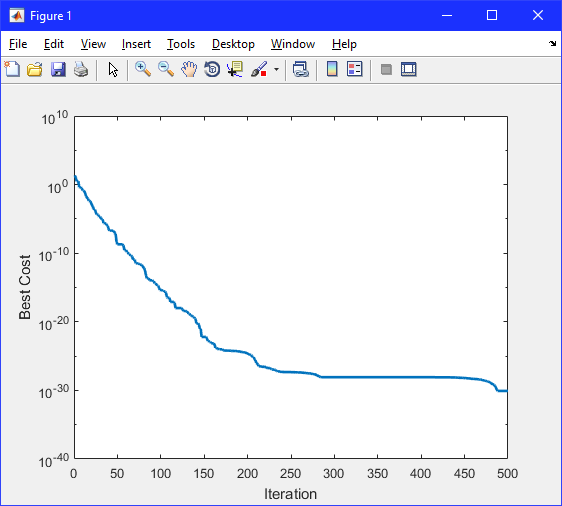 Figure 1
File Edit View Insert Tools Desktop Window Help
10^10
10^0
10^-10
10^-20
10^-30
10^-40
Best Cost
0 50 100 150 200 250 300 350 400 450 500
Iteration